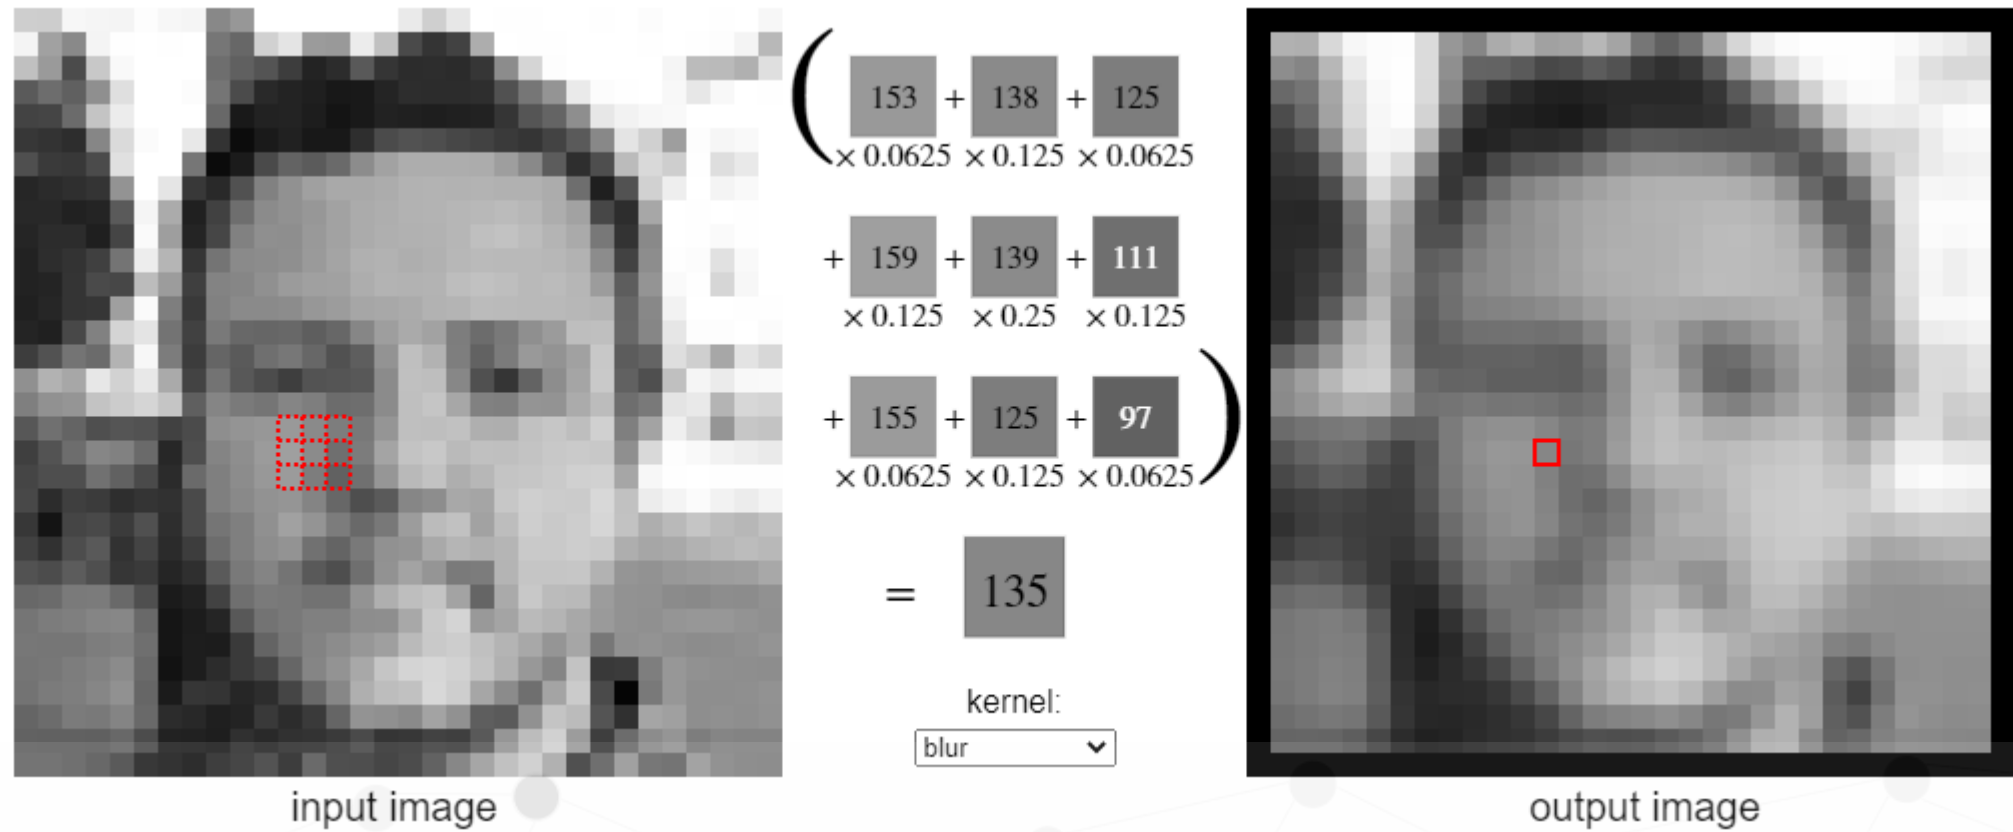 153 + 138 + 125
× 0.0625 × 0.125 × 0.0625
+ 159 + 139 + 111
× 0.125 × 0.25 × 0.125
+ 155 + 125 + 97
× 0.0625 × 0.125 × 0.0625
= 135
kernel:
blur
input image
output image